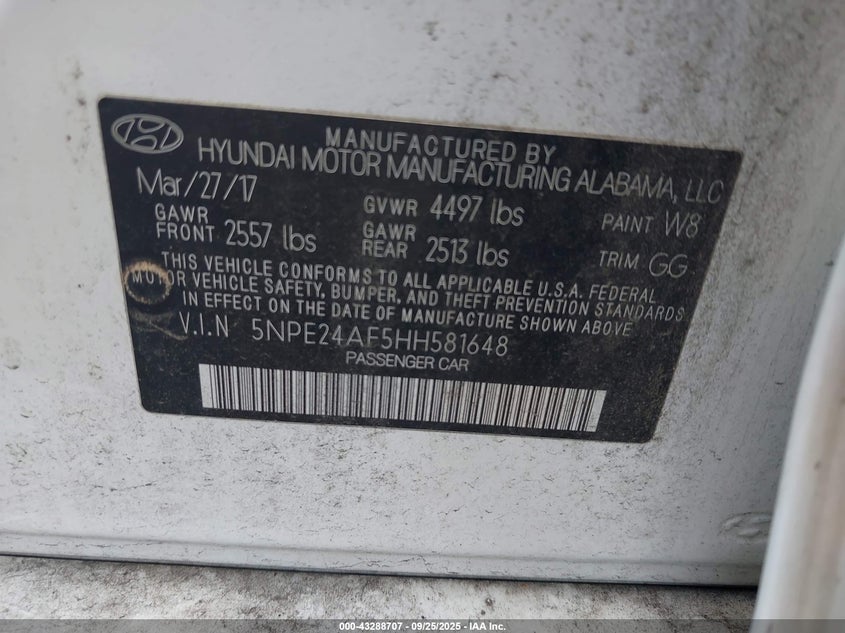 MANUFACTURED BY
HYUNDAI MOTOR MANUFACTURING ALABAMA, LLC
Mar/27/17 GVWR 4497 lbs PAINT W8
GAWR FRONT 2557 lbs GAWR REAR 2513 lbs TRIM GG
THIS VEHICLE CONFORMS TO ALL APPLICABLE U.S.A. FEDERAL
MOTOR VEHICLE SAFETY, BUMPER, AND THEFT PREVENTION STANDARDS
IN EFFECT ON THE DATE OF MANUFACTURE SHOWN ABOVE.
V.I.N 5NPE24AF5HH581648
PASSENGER CAR
000-43288707 - 09/25/2025 - IAA Inc.